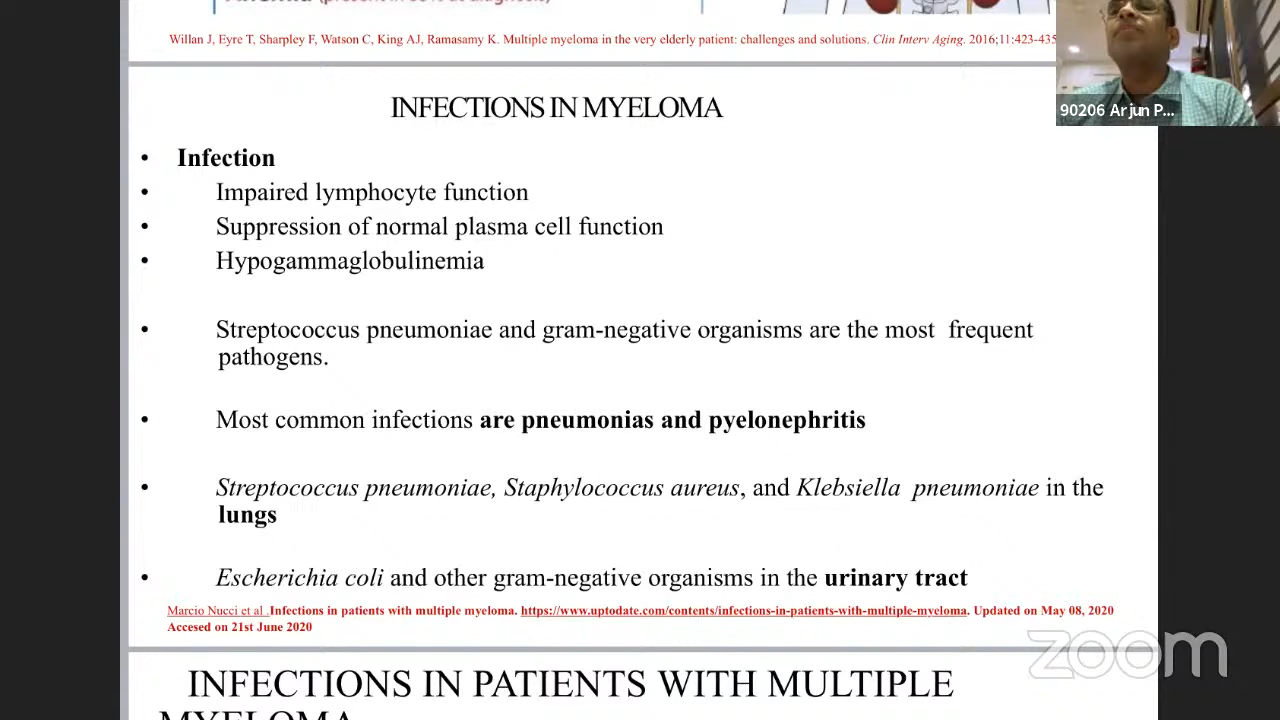 (present in 35% at diagnosis)
Willan J, Eyre T, Sharpley F, Watson C, King AJ, Ramasamy K. Multiple myeloma in the very elderly patient: challenges and solutions. Clin Interv Aging. 2016;11:423-435
90206 Arjun P...
INFECTIONS IN MYELOMA
• Infection
• Impaired lymphocyte function
• Suppression of normal plasma cell function
• Hypogammaglobulinemia
• Streptococcus pneumoniae and gram-negative organisms are the most frequent
pathogens.
• Most common infections are pneumonias and pyelonephritis
• Streptococcus pneumoniae, Staphylococcus aureus, and Klebsiella pneumoniae in the
lungs
• Escherichia coli and other gram-negative organisms in the urinary tract
Marcio Nucci et al .Infections in patients with multiple myeloma. https://www.uptodate.com/contents/infections-in-patients-with-multiple-myeloma. Updated on May 08, 2020
Accesed on 21st June 2020
zoom
INFECTIONS IN PATIENTS WITH MULTIPLE
MYELOMA